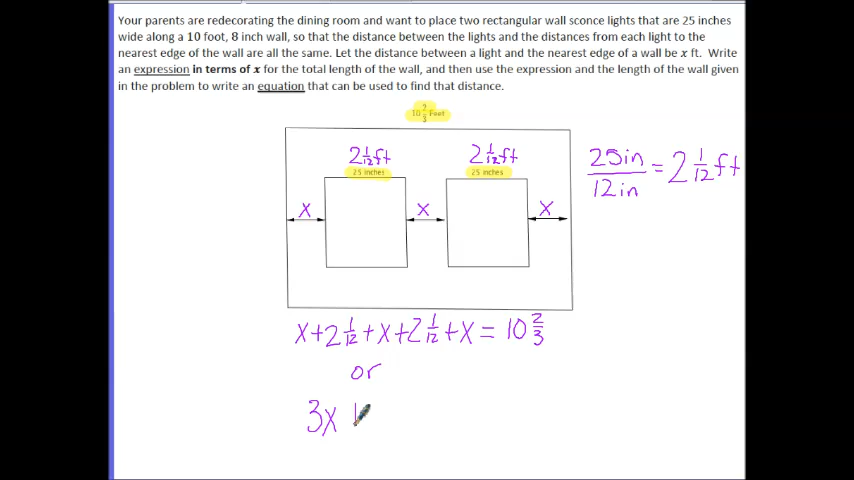 Your parents are redecorating the dining room and want to place two rectangular wall sconce lights that are 25 inches
wide along a 10 foot, 8 inch wall, so that the distance between the lights and the distances from each light to the
nearest edge of the wall are all the same. Let the distance between a light and the nearest edge of a wall be x ft. Write
an expression in terms of x for the total length of the wall, and then use the expression and the length of the wall given
in the problem to write an equation that can be used to find that distance.
10 2/3 Feet
2 1/12 ft 2 1/12 ft
25 inches 25 inches
25in/12in = 2 1/12 ft
x x x
x + 2 1/12 + x + 2 1/12 + x = 10 2/3
or
3x